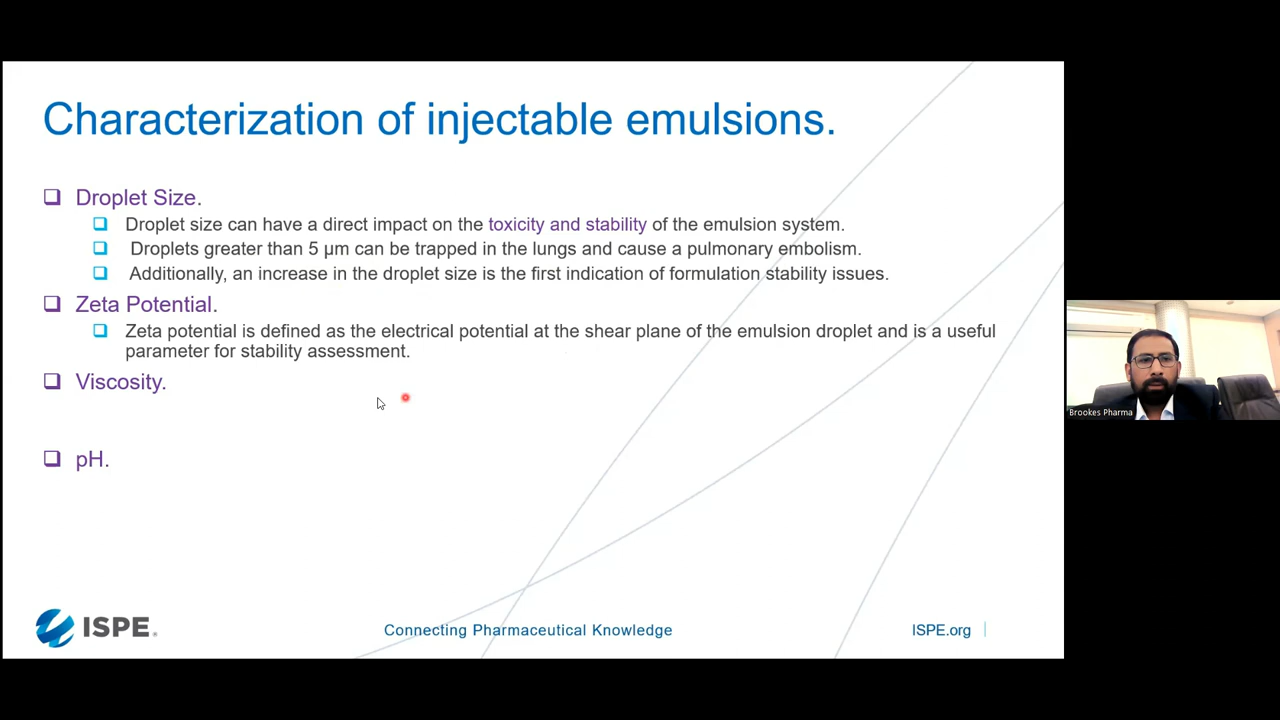 Characterization of injectable emulsions.
Droplet Size.
Droplet size can have a direct impact on the toxicity and stability of the emulsion system.
Droplets greater than 5 µm can be trapped in the lungs and cause a pulmonary embolism.
Additionally, an increase in the droplet size is the first indication of formulation stability issues.
Zeta Potential.
Zeta potential is defined as the electrical potential at the shear plane of the emulsion droplet and is a useful
parameter for stability assessment.
Viscosity.
pH.
ISPE.
Connecting Pharmaceutical Knowledge
ISPE.org
Brookes Pharma